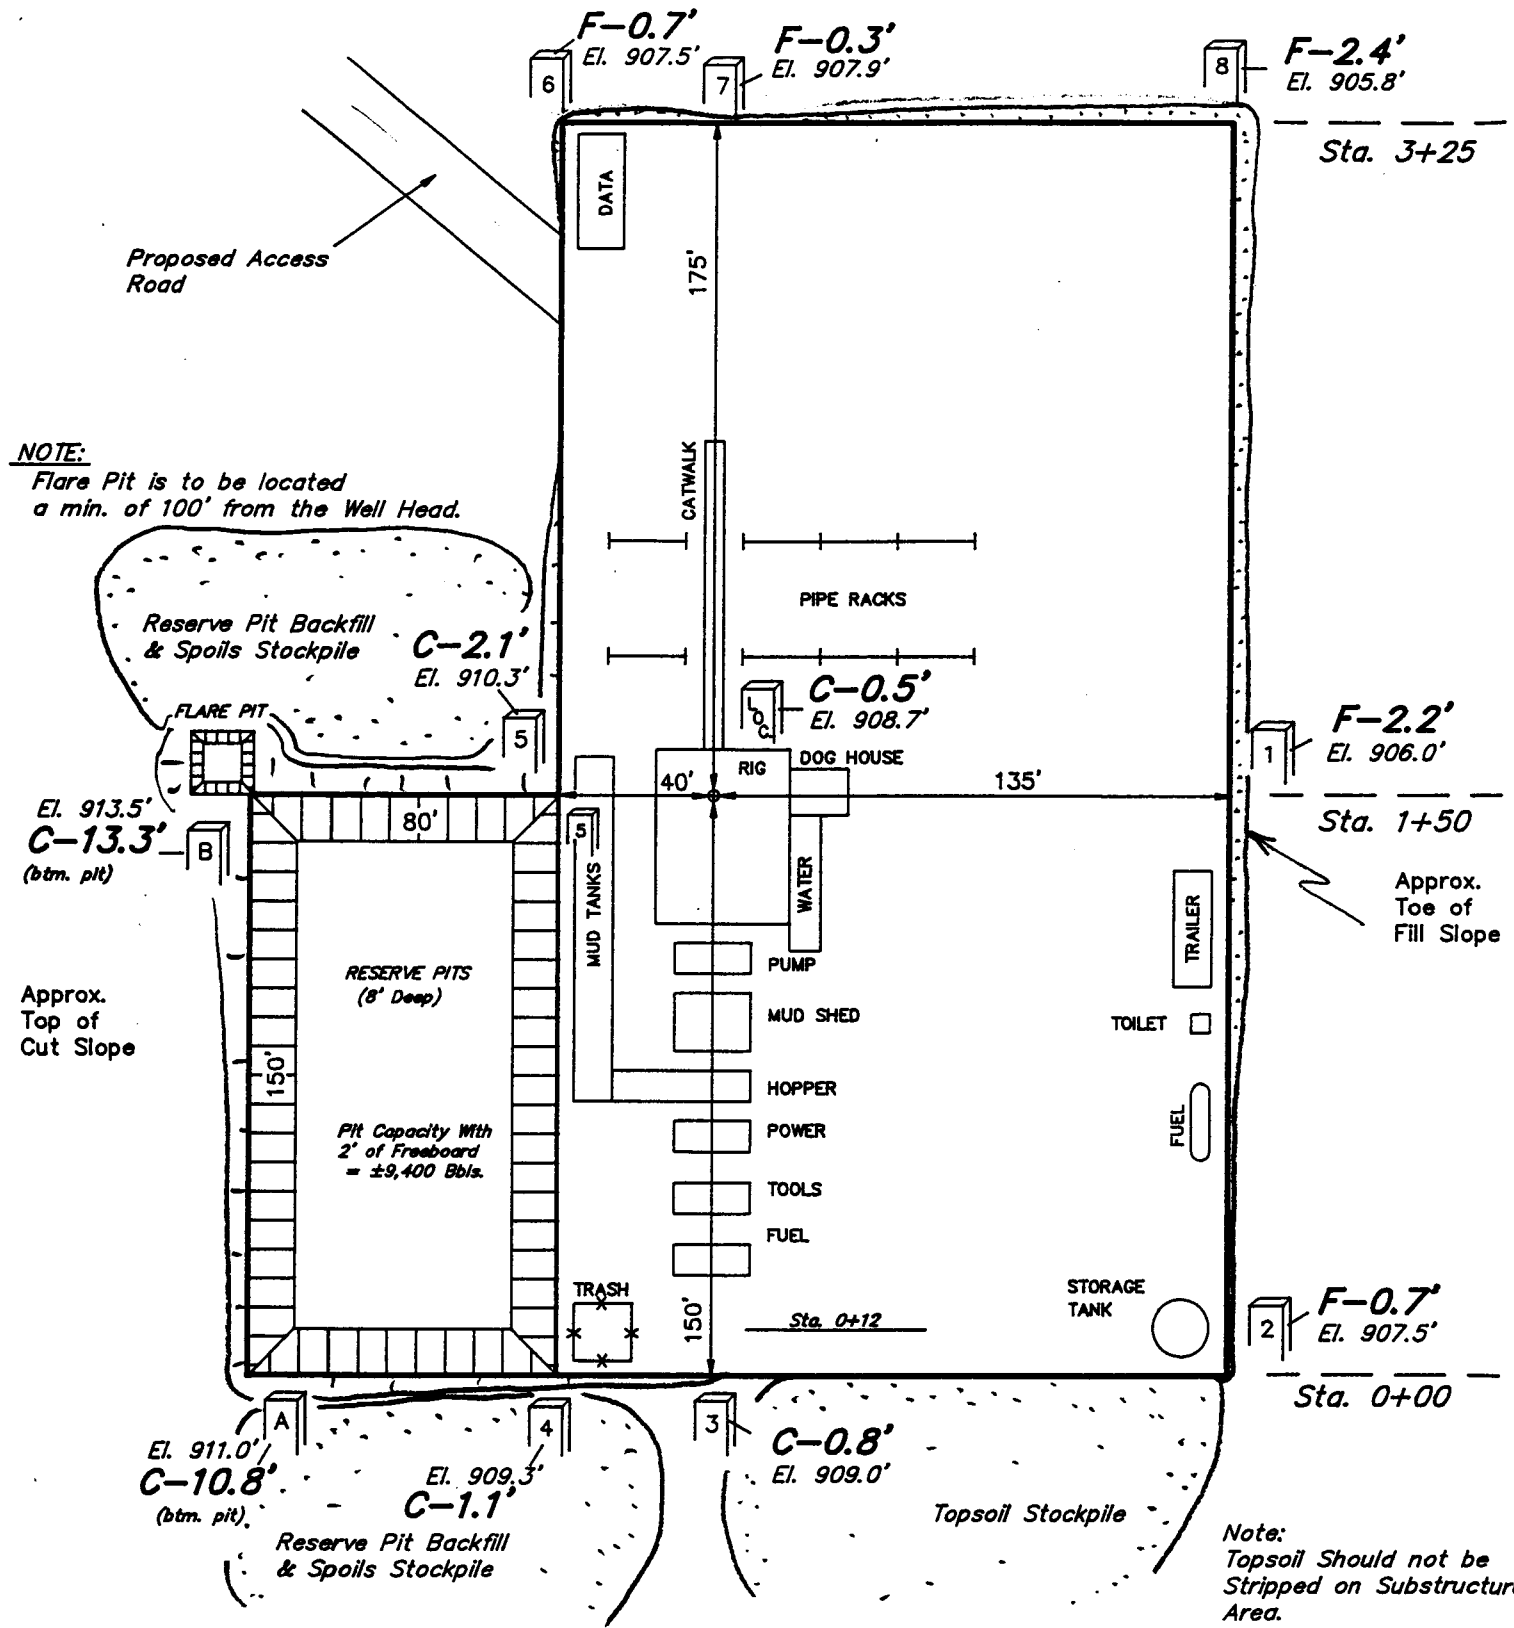 F-0.7'
El. 907.5'
6
F-0.3'
El. 907.9'
7
F-2.4'
El. 905.8'
8
Sta. 3+25
DATA
175'
Proposed Access
Road
NOTE:
Flare Pit is to be located
a min. of 100' from the Well Head.
CATWALK
Reserve Pit Backfill
& Spoils Stockpile
C-2.1'
El. 910.3'
5
PIPE RACKS
LOC.
C-0.5'
El. 908.7'
FLARE PIT
RIG
DOG HOUSE
1
F-2.2'
El. 906.0'
40'
135'
El. 913.5'
C-13.3'
(btm. pit)
B
80'
5
Sta. 1+50
MUD TANKS
WATER
TRAILER
Approx.
Toe of
Fill Slope
PUMP
RESERVE PITS
(8' Deep)
Approx.
Top of
Cut Slope
MUD SHED
TOILET
150'
HOPPER
Pit Capacity With
2' of Freeboard
= ±9,400 Bbls.
POWER
FUEL
TOOLS
FUEL
TRASH
150'
Sta. 0+12
STORAGE
TANK
2
F-0.7'
El. 907.5'
Sta. 0+00
A
El. 911.0'
C-10.8'
(btm. pit)
4
El. 909.3'
C-1.1'
3
C-0.8'
El. 909.0'
Reserve Pit Backfill
& Spoils Stockpile
Topsoil Stockpile
Note:
Topsoil Should not be
Stripped on Substructure
Area.